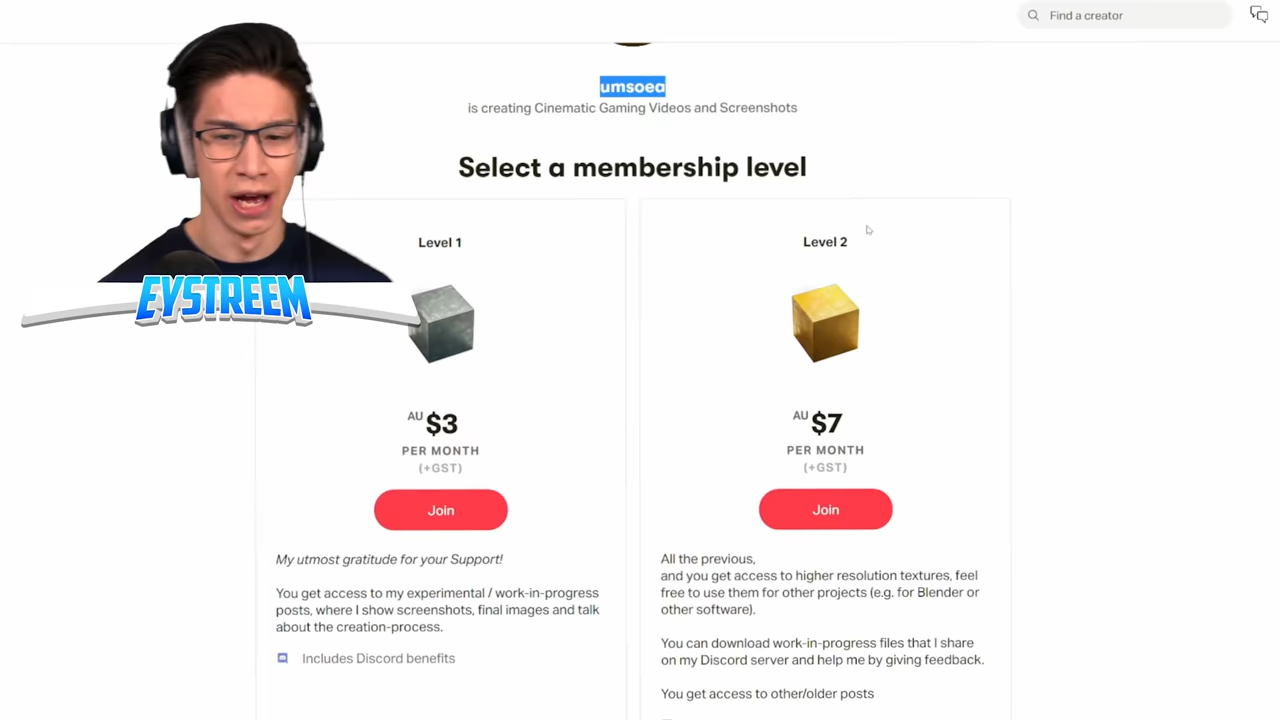 Find a creator
umsoea
is creating Cinematic Gaming Videos and Screenshots
Select a membership level
EYSTREEM
Level 1
AU $3
PER MONTH
(+GST)
Join
My utmost gratitude for your Support!
You get access to my experimental / work-in-progress
posts, where I show screenshots, final images and talk
about the creation-process.
Includes Discord benefits
Level 2
AU $7
PER MONTH
(+GST)
Join
All the previous,
and you get access to higher resolution textures, feel
free to use them for other projects (e.g. for Blender or
other software).
You can download work-in-progress files that I share
on my Discord server and help me by giving feedback.
You get access to other/older posts